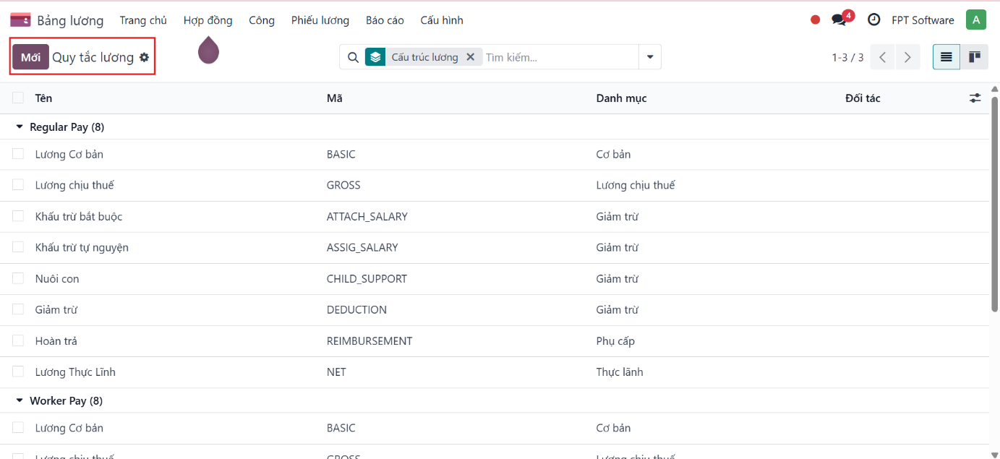 Bảng lương Trang chủ Hợp đồng Công Phiếu lương Báo cáo Cấu hình 4 FPT Software A
Mới Quy tắc lương Cấu trúc lương Tìm kiếm... 1-3 / 3
Tên Mã Danh mục Đối tác
Regular Pay (8)
Lương Cơ bản BASIC Cơ bản
Lương chịu thuế GROSS Lương chịu thuế
Khấu trừ bắt buộc ATTACH_SALARY Giảm trừ
Khấu trừ tự nguyện ASSIG_SALARY Giảm trừ
Nuôi con CHILD_SUPPORT Giảm trừ
Giảm trừ DEDUCTION Giảm trừ
Hoàn trả REIMBURSEMENT Phụ cấp
Lương Thực Lĩnh NET Thực lãnh
Worker Pay (8)
Lương Cơ bản BASIC Cơ bản
Lương chịu thuế GROSS Lương chịu thuế